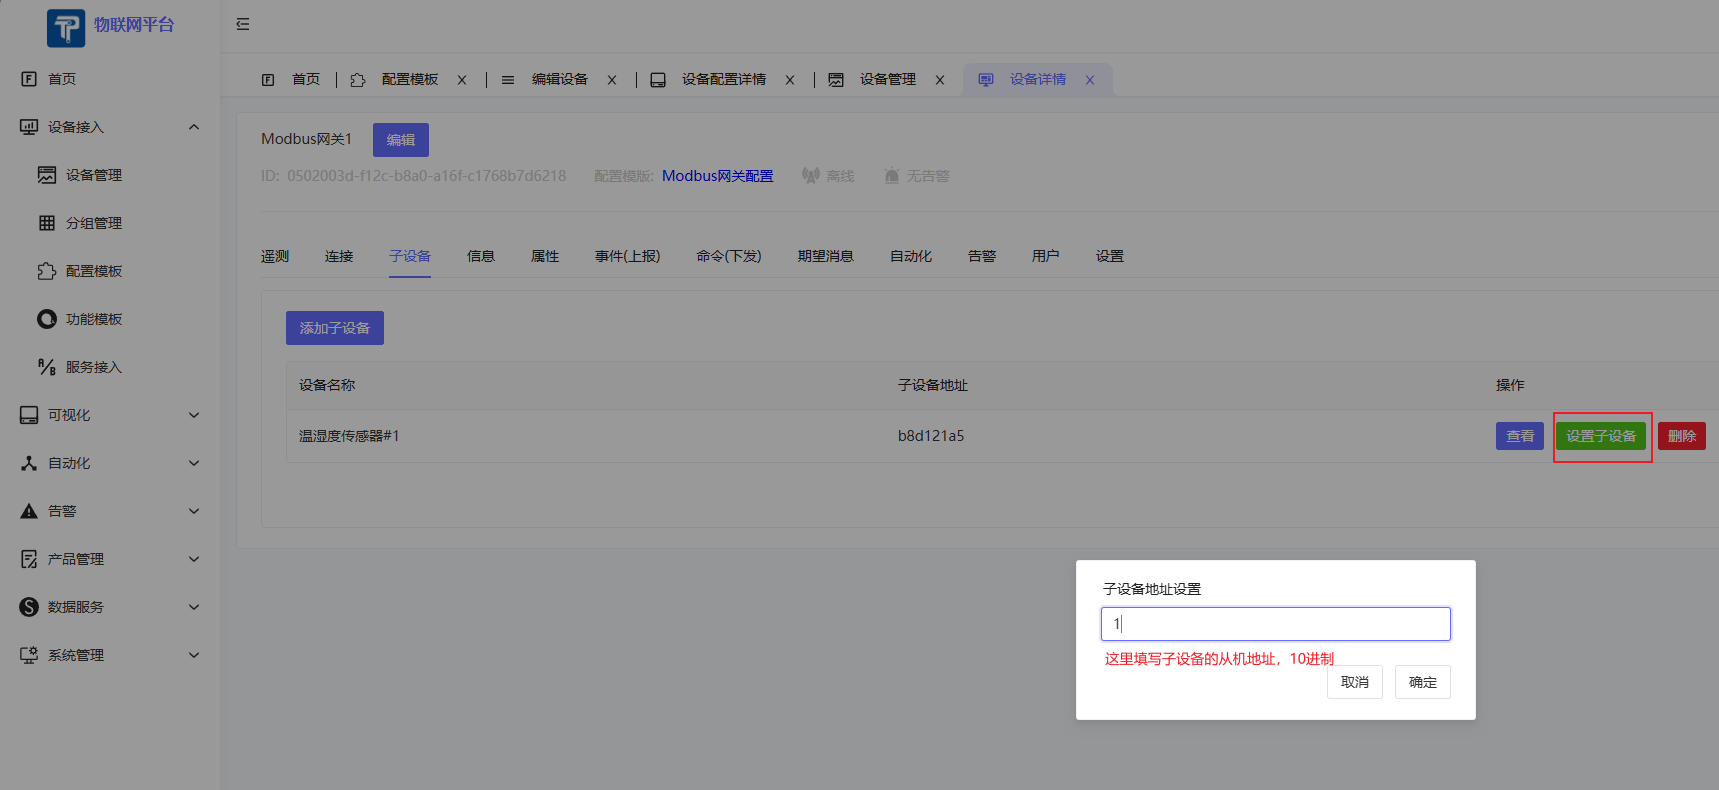 物联网平台
首页
设备接入
设备管理
分组管理
配置模板
功能模板
服务接入
可视化
自动化
告警
产品管理
数据服务
系统管理
首页 配置模板 编辑设备 设备配置详情 设备管理 设备详情
Modbus网关1 编辑
ID: 0502003d-f12c-b8a0-a16f-c1768b7d6218 配置模版: Modbus网关配置 离线 无告警
遥测 连接 子设备 信息 属性 事件(上报) 命令(下发) 期望消息 自动化 告警 用户 设置
添加子设备
设备名称 子设备地址 操作
温湿度传感器#1 b8d121a5 查看 设置子设备 删除
子设备地址设置
1
这里填写子设备的从机地址，10进制
取消 确定